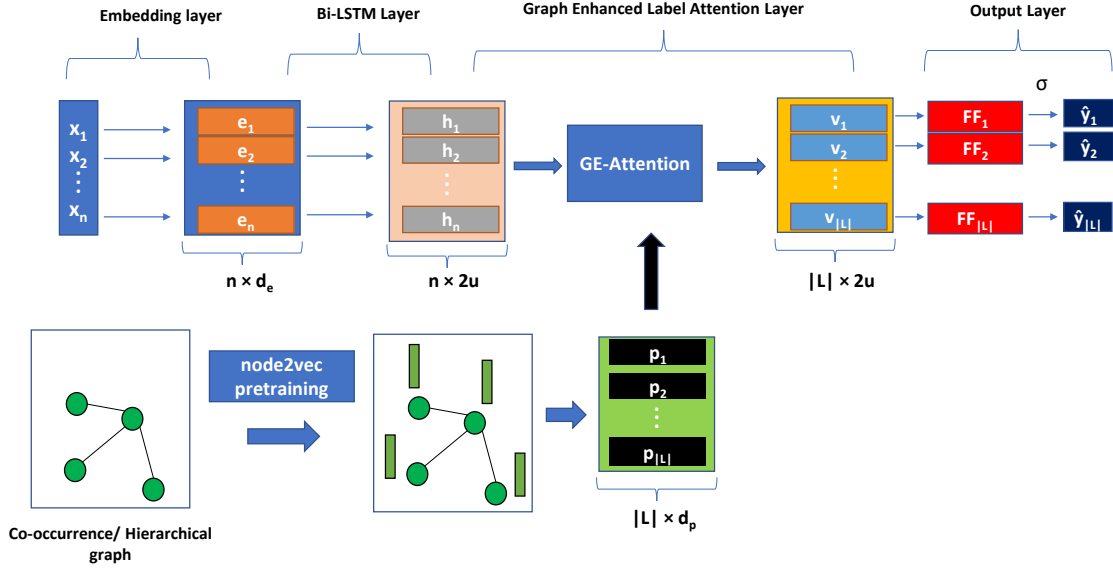 Embedding layer
Bi-LSTM Layer
Graph Enhanced Label Attention Layer
Output Layer
σ
x₁
x₂
⋮
xₙ
e₁
e₂
⋮
eₙ
h₁
h₂
⋮
hₙ
GE-Attention
v₁
v₂
⋮
v|L|
FF₁
FF₂
FF|L|
ŷ₁
ŷ₂
ŷ|L|
n × dₑ
n × 2u
|L| × 2u
node2vec
pretraining
p₁
p₂
⋮
p|L|
|L| × dₚ
Co-occurrence/ Hierarchical
graph